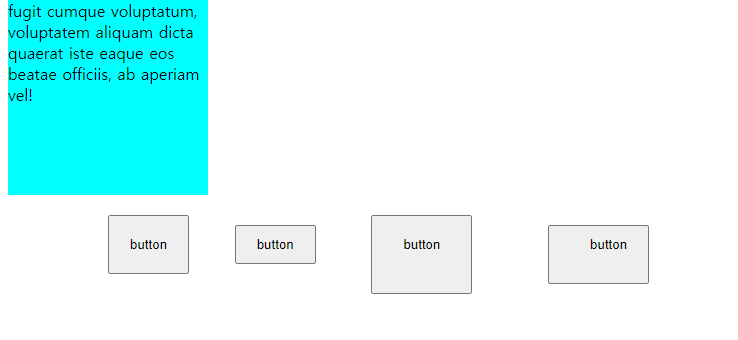 fugit cumque voluptatum,
voluptatem aliquam dicta
quaerat iste eaque eos
beatae officiis, ab aperiam
vel!
button button button button